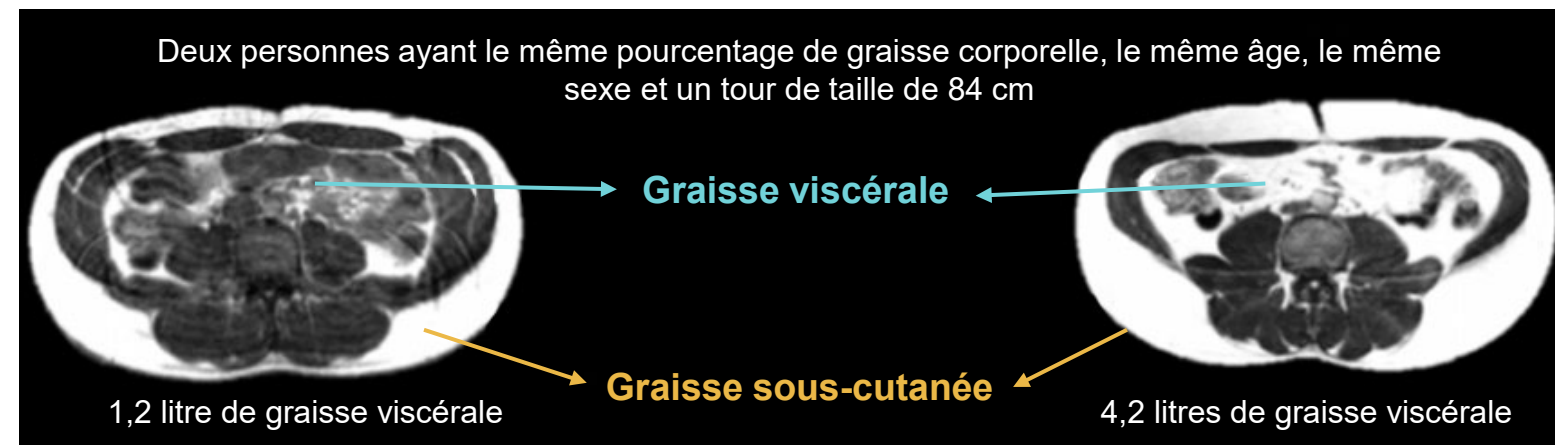 Deux personnes ayant le même pourcentage de graisse corporelle, le même âge, le même
sexe et un tour de taille de 84 cm
Graisse viscérale
Graisse sous-cutanée
1,2 litre de graisse viscérale
4,2 litres de graisse viscérale